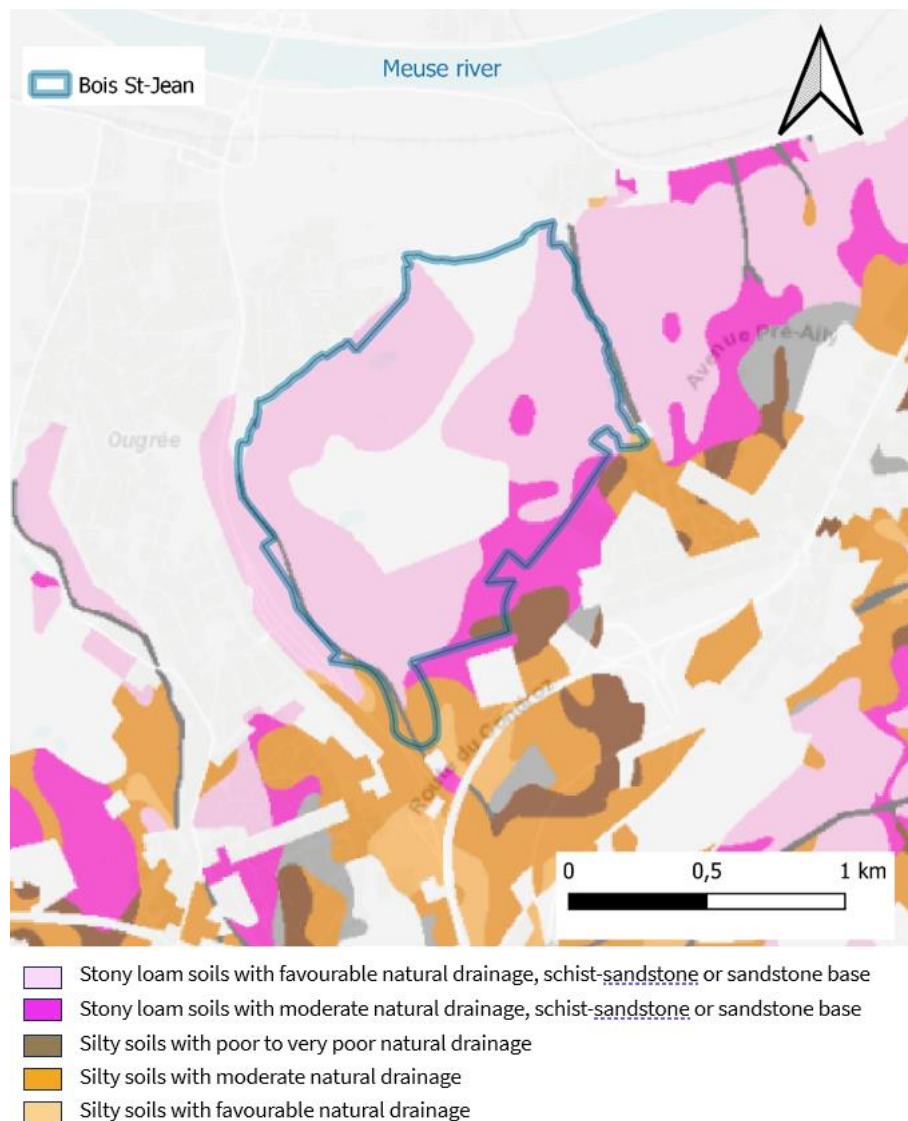 Meuse river
Bois St-Jean
Avenue Pré-Aily
Ougrée
Route du Condroz
0 0,5 1 km
Stony loam soils with favourable natural drainage, schist-sandstone or sandstone base
Stony loam soils with moderate natural drainage, schist-sandstone or sandstone base
Silty soils with poor to very poor natural drainage
Silty soils with moderate natural drainage
Silty soils with favourable natural drainage